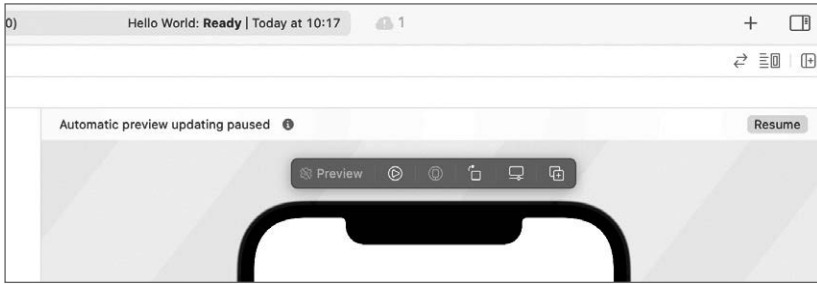 0) Hello World: Ready | Today at 10:17 1
Automatic preview updating paused Resume
Preview